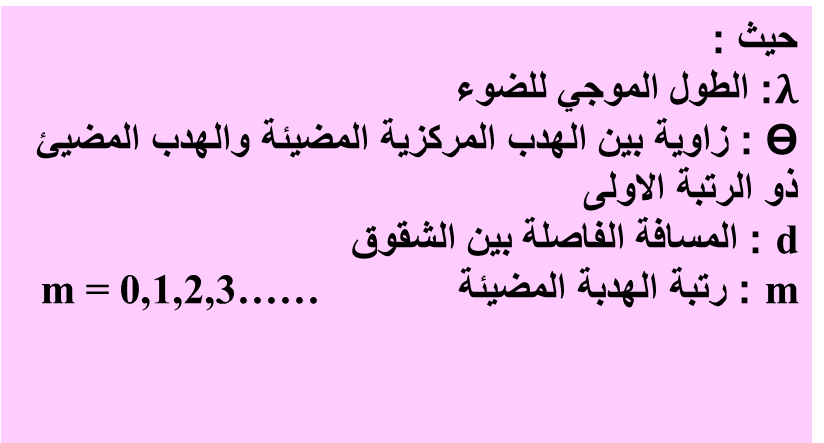 حيث :
λ: الطول الموجي للضوء
Ө : زاوية بين الهدب المركزية المضيئة والهدب المضيئ
ذو الرتبة الاولى
d : المسافة الفاصلة بين الشقوق
m : رتبة الهدبة المضيئة m = 0,1,2,3……